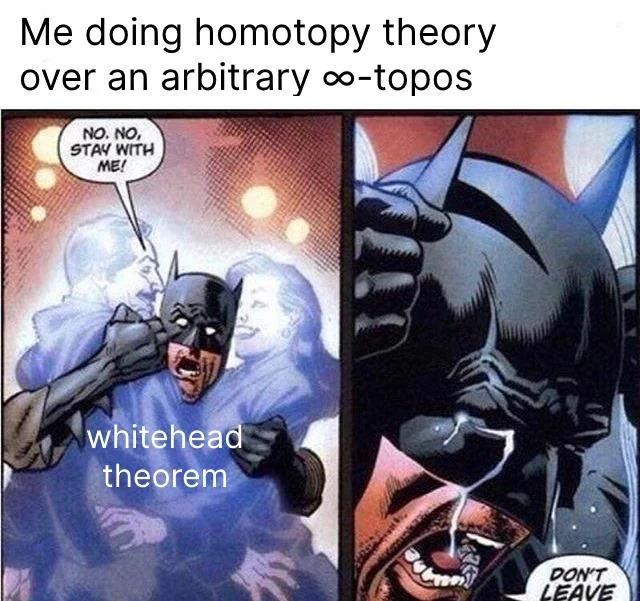 Me doing homotopy theory
over an arbitrary ∞-topos
NO. NO,
STAY WITH
ME!
whitehead
theorem
DON'T
LEAVE